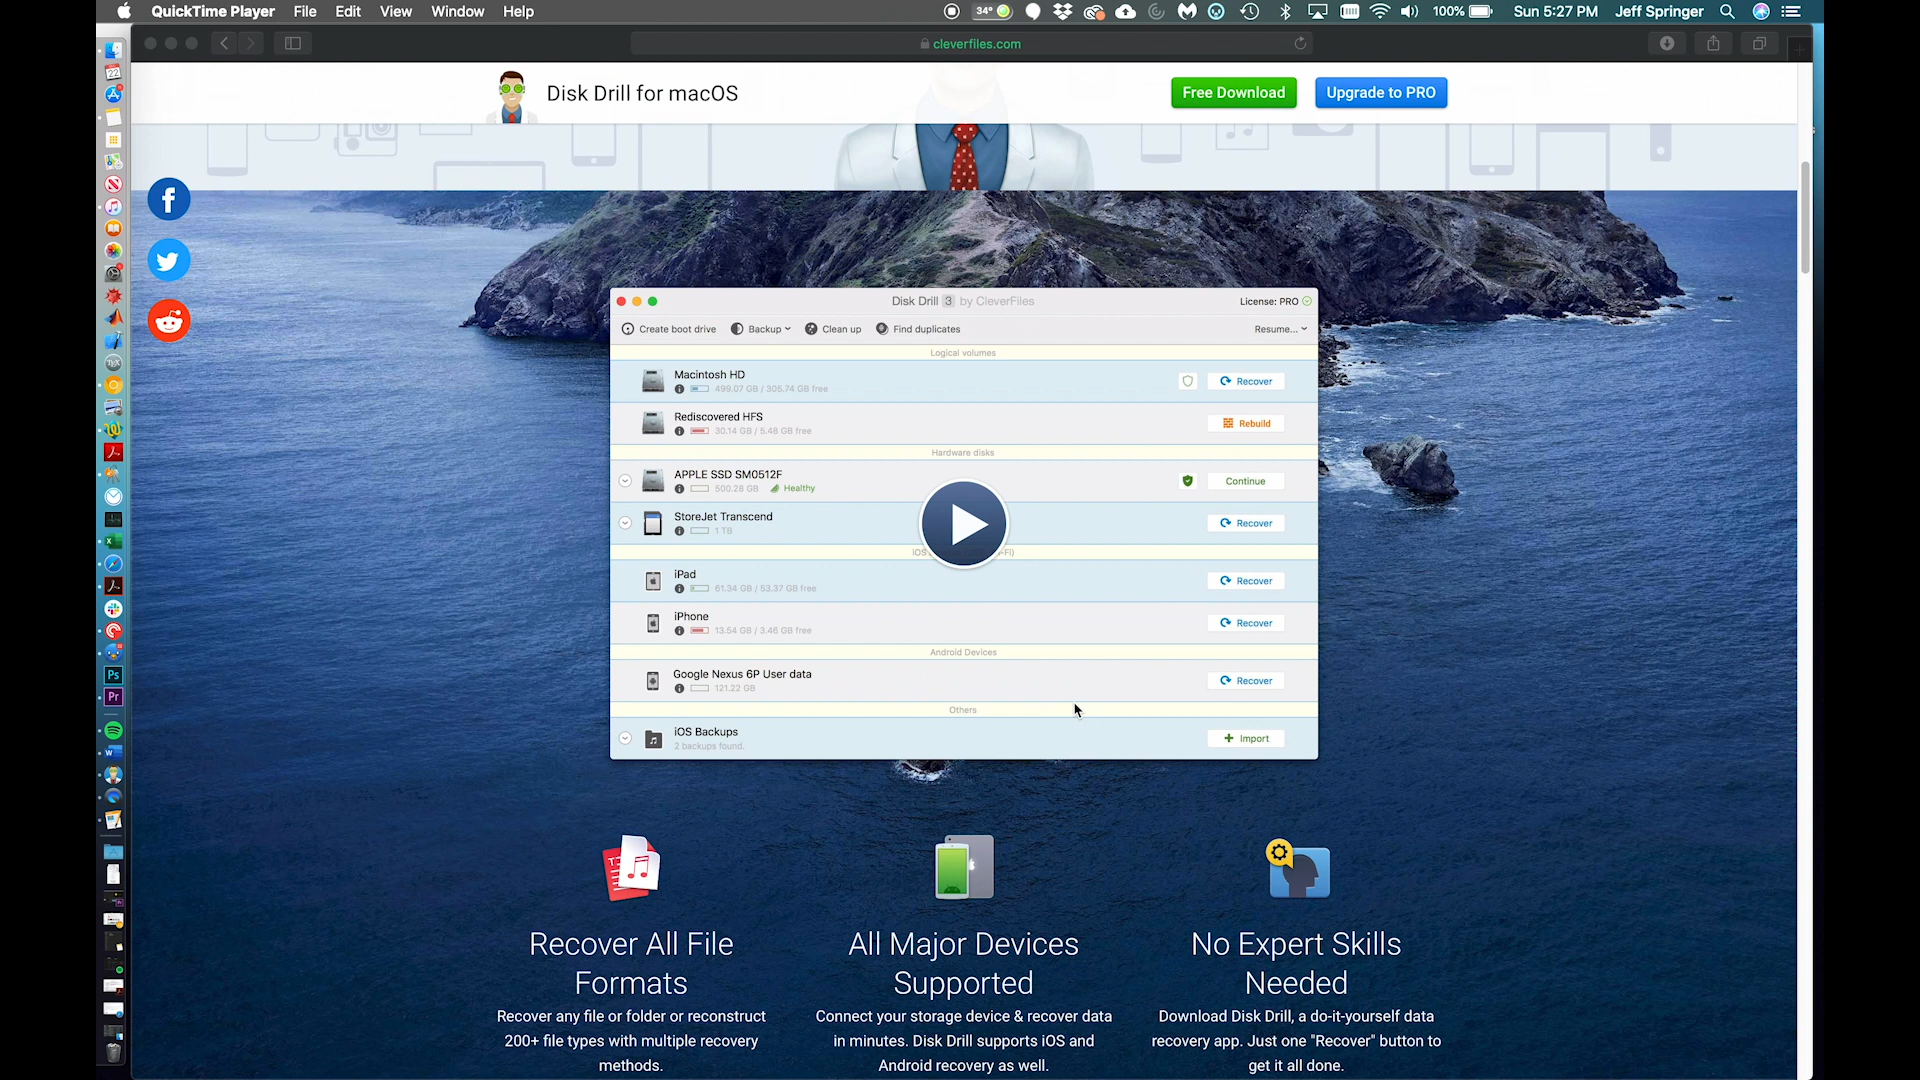 QuickTime Player File Edit View Window Help 34° 100% Sun 5:27 PM Jeff Springer
cleverfiles.com
22
Disk Drill for macOS
Free Download
Upgrade to PRO
Disk Drill 3 by CleverFiles
License: PRO
Create boot drive Backup Clean up Find duplicates Resume...
Logical volumes
Macintosh HD
499.07 GB / 305.74 GB free
Recover
Rediscovered HFS
30.14 GB / 5.48 GB free
Rebuild
Hardware disks
APPLE SSD SM0512F
500.28 GB Healthy
Continue
StoreJet Transcend
1 TB
Recover
iPad
61.34 GB / 53.37 GB free
Recover
iPhone
13.54 GB / 3.46 GB free
Recover
Android Devices
Google Nexus 6P User data
121.22 GB
Recover
Others
iOS Backups
2 backups found.
Import
Ps
Pr
Recover All File
Formats
Recover any file or folder or reconstruct
200+ file types with multiple recovery
methods.
All Major Devices
Supported
Connect your storage device & recover data
in minutes. Disk Drill supports iOS and
Android recovery as well.
No Expert Skills
Needed
Download Disk Drill, a do-it-yourself data
recovery app. Just one "Recover" button to
get it all done.